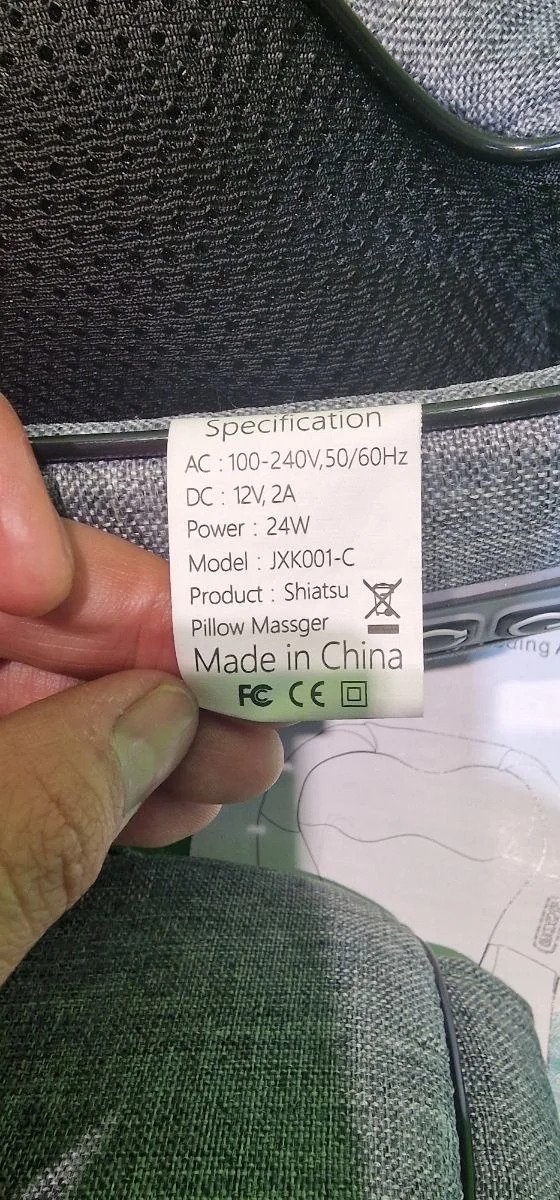 Specification
AC : 100-240V,50/60Hz
DC : 12V, 2A
Power : 24W
Model : JXK001-C
Product : Shiatsu
Pillow Massger
Made in China
FC CE